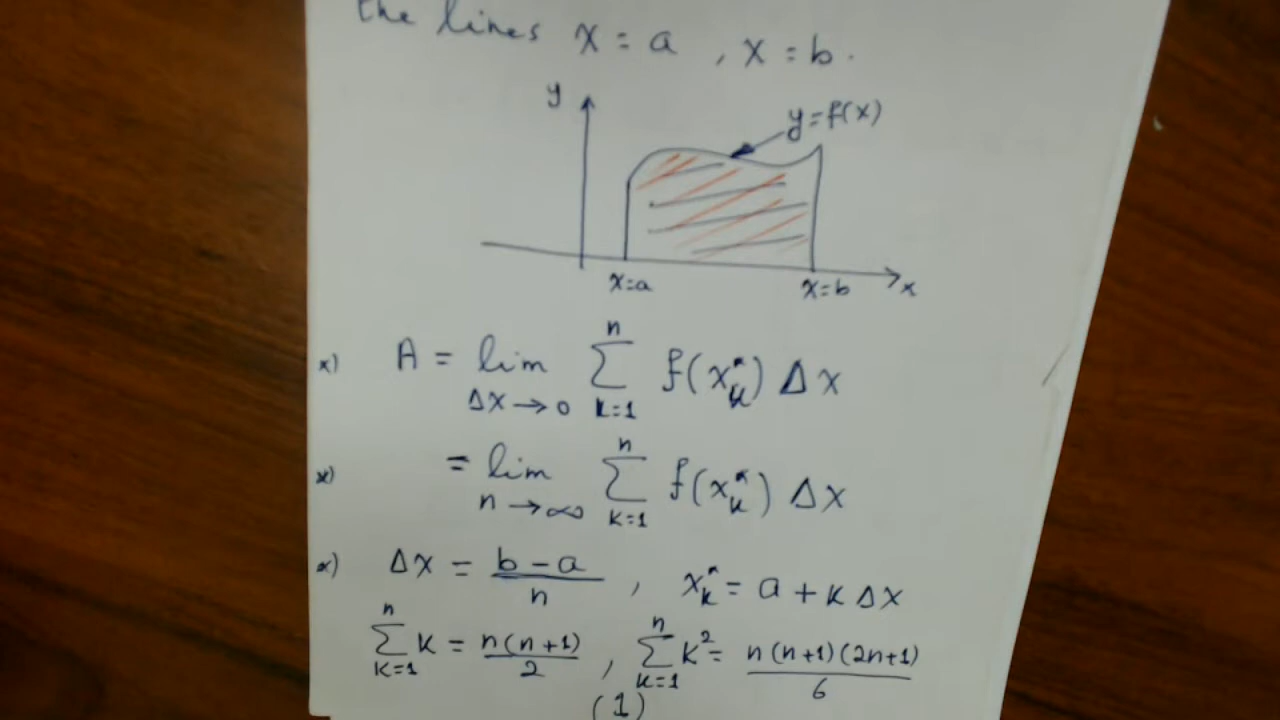 the lines x = a , x = b .
y
y=f(x)
x=a
x=b
x
*) A = lim Δx→0 ∑ k=1 n f(x*k) Δx
*) = lim n→∞ ∑ k=1 n f(x*k) Δx
*) Δx = b-a / n , x*k = a + k Δx
∑ k=1 n k = n(n+1) / 2 , ∑ k=1 n k² = n(n+1)(2n+1) / 6
(1)